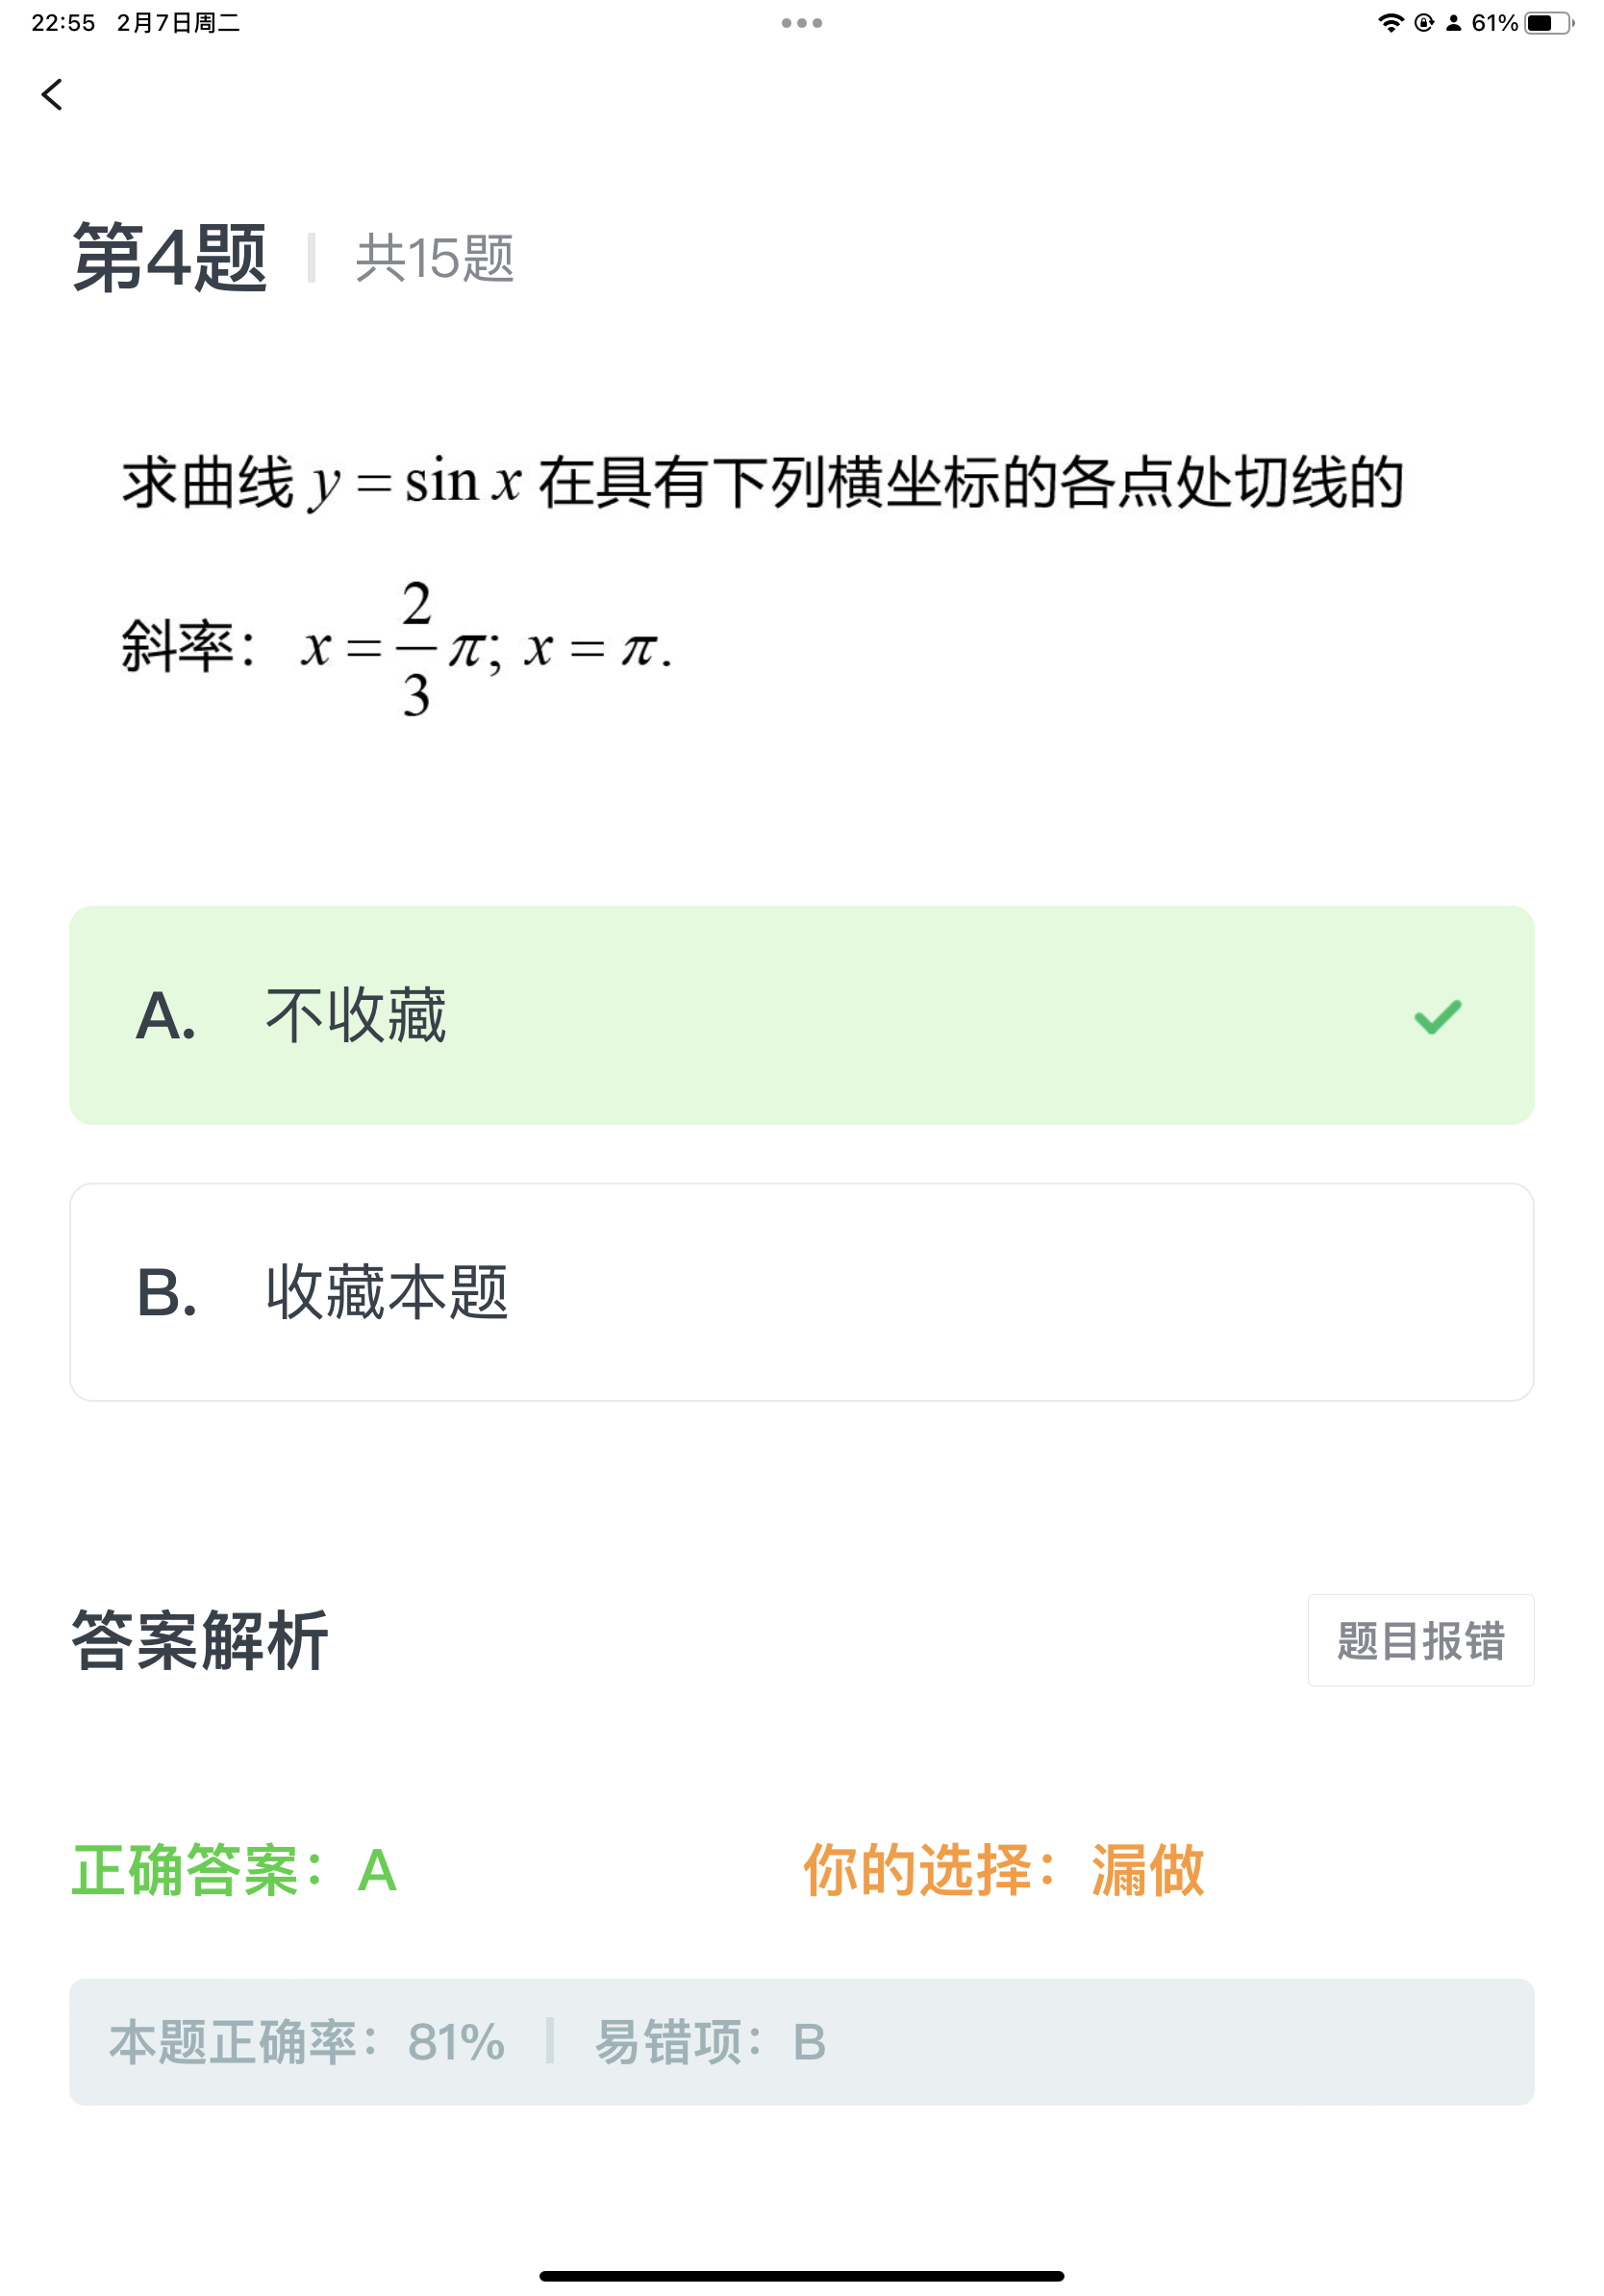 22:55 2月7日周二
61%
第4题 共15题
求曲线 y = sin x 在具有下列横坐标的各点处切线的
斜率： x = 2/3 π; x = π.
A. 不收藏
B. 收藏本题
答案解析
题目报错
正确答案：A 你的选择：漏做
本题正确率：81% 易错项：B